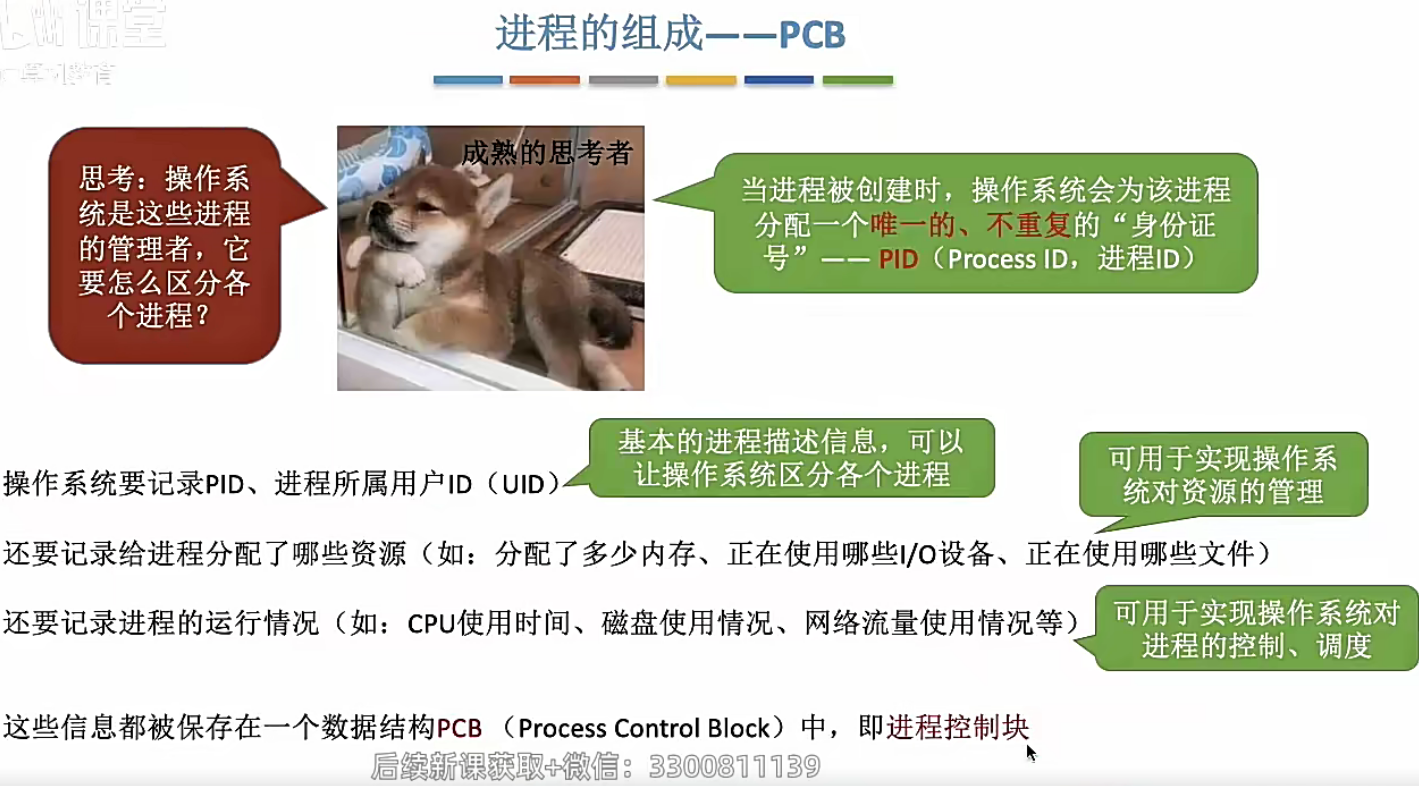 课堂
进程的组成——PCB
思考：操作系
统是这些进程
的管理者，它
要怎么区分各
个进程？
成熟的思考者
当进程被创建时，操作系统会为该进程
分配一个唯一的、不重复的“身份证
号”—— PID（Process ID，进程ID）
基本的进程描述信息，可以
让操作系统区分各个进程
操作系统要记录PID、进程所属用户ID（UID）
可用于实现操作系
统对资源的管理
还要记录给进程分配了哪些资源（如：分配了多少内存、正在使用哪些I/O设备、正在使用哪些文件）
还要记录进程的运行情况（如：CPU使用时间、磁盘使用情况、网络流量使用情况等）
可用于实现操作系统对
进程的控制、调度
这些信息都被保存在一个数据结构PCB （Process Control Block）中，即进程控制块
后续新课获取+微信：3300811139